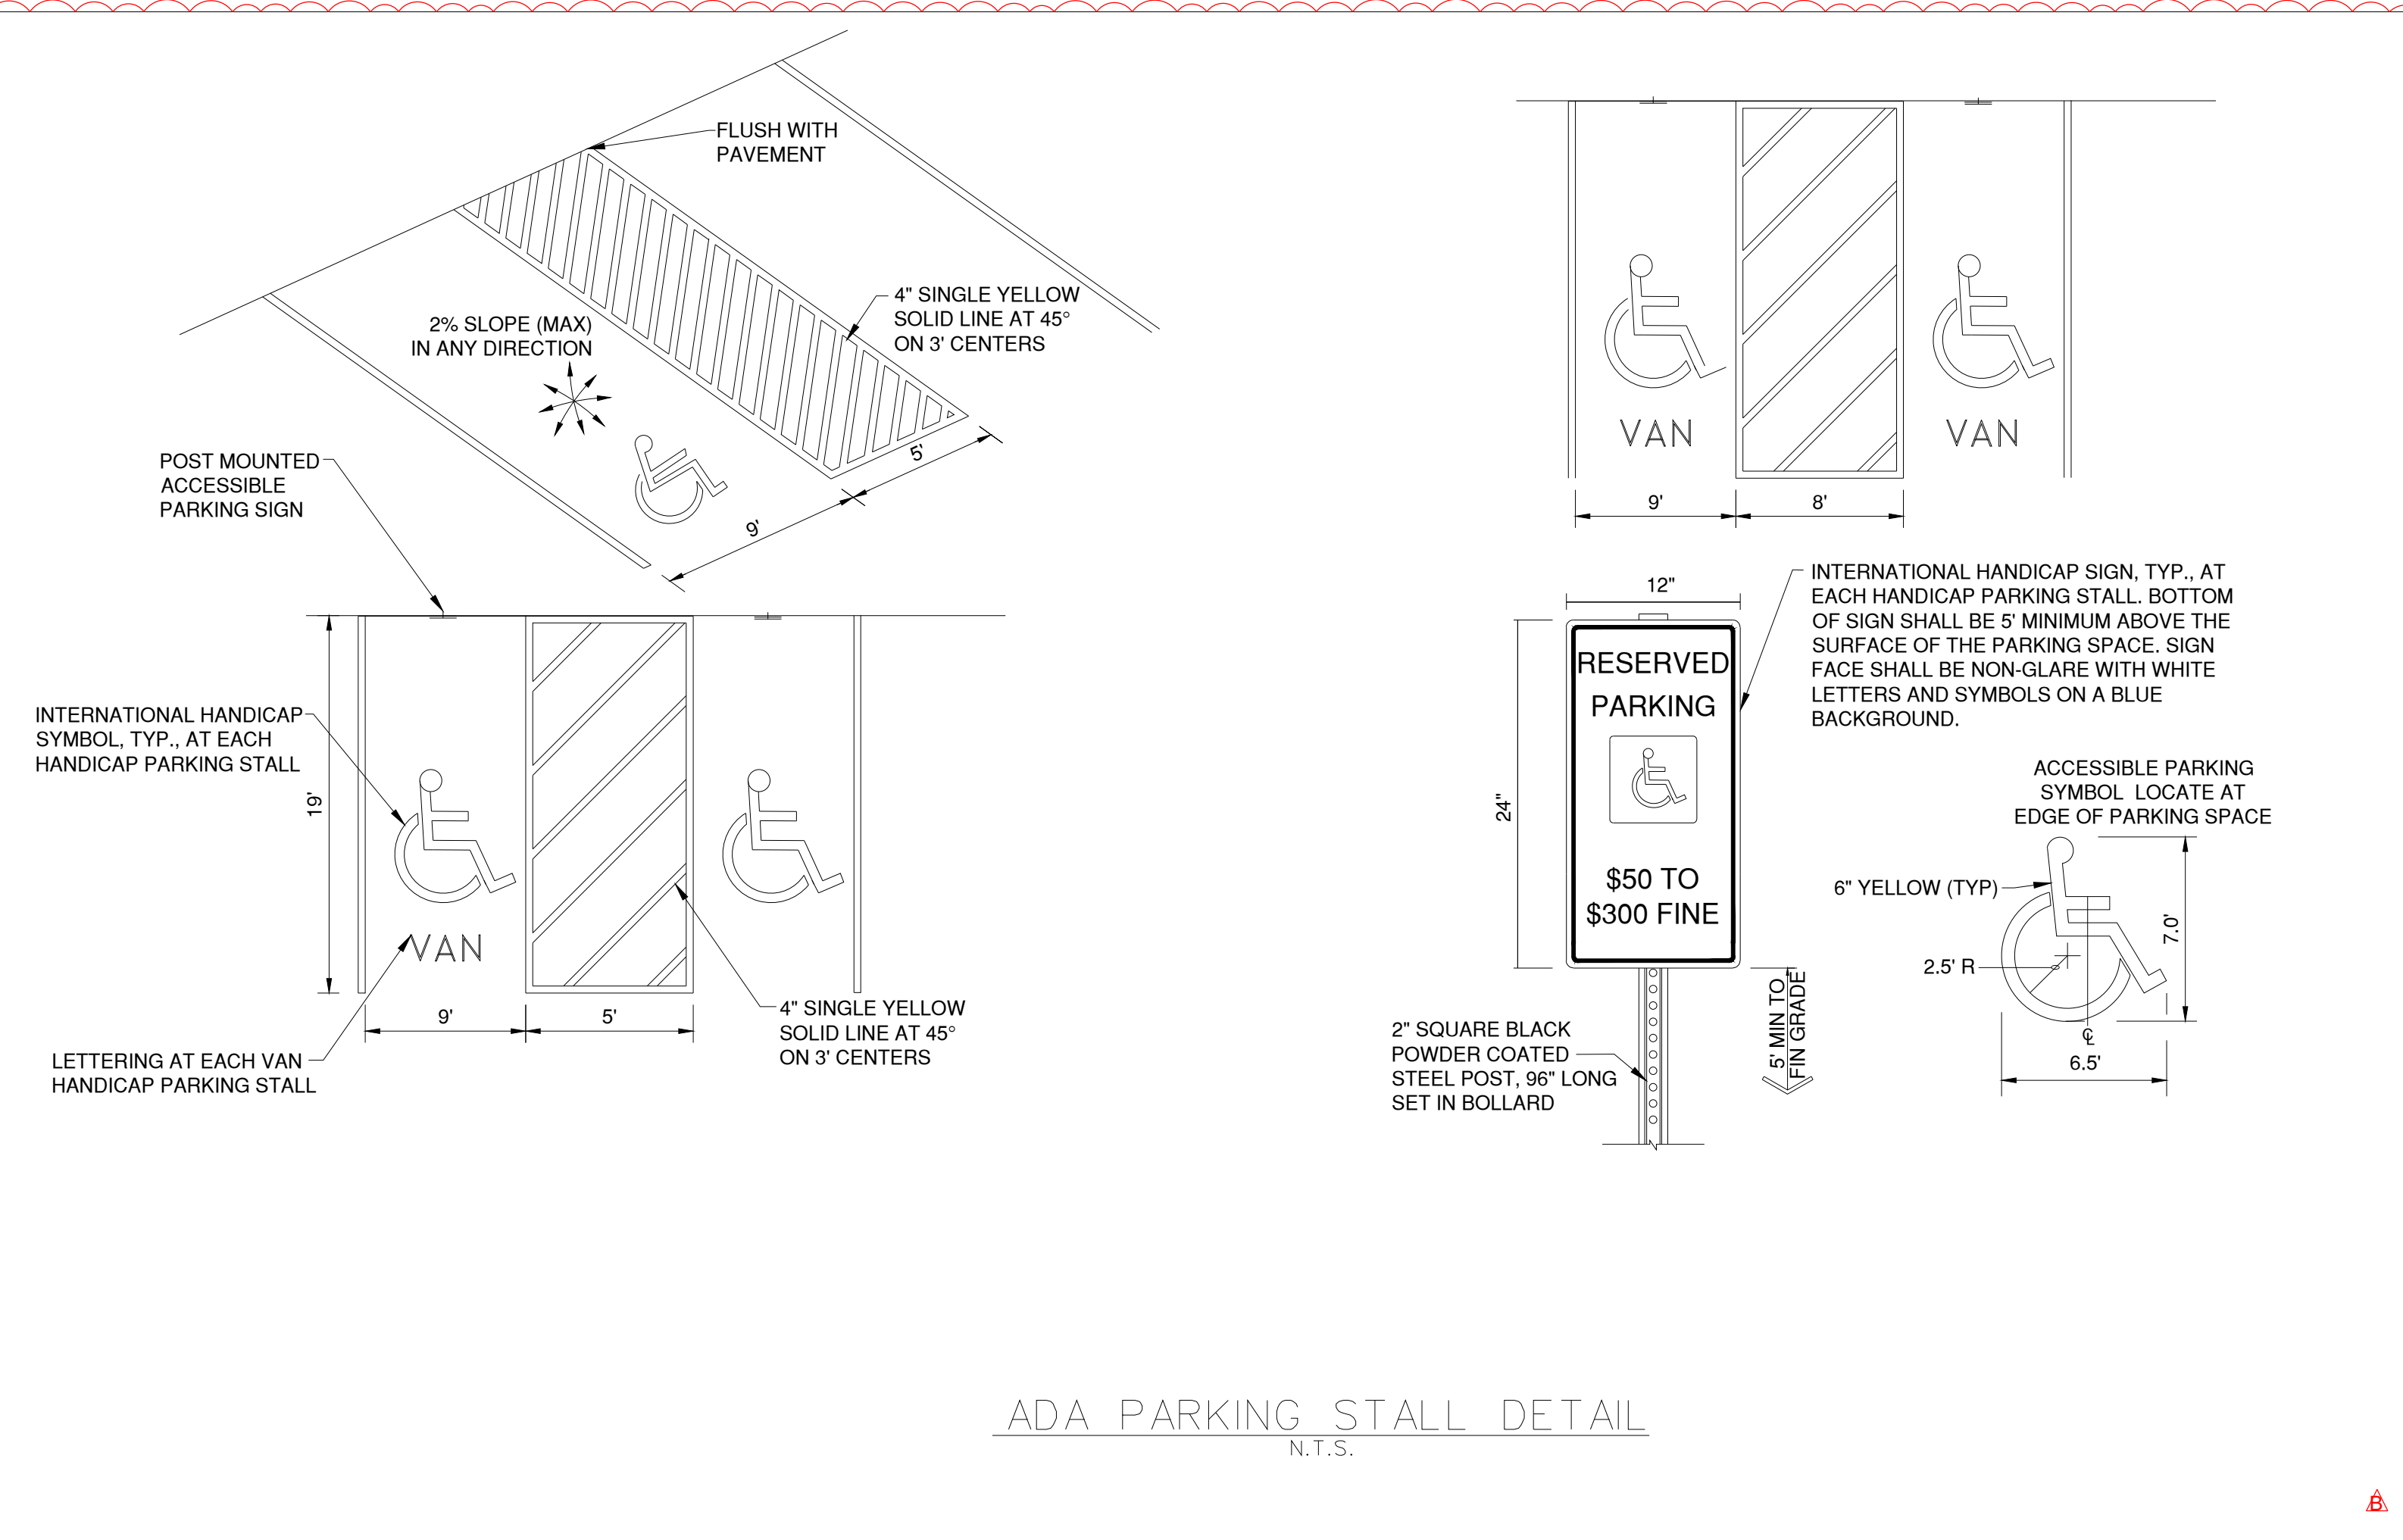 FLUSH WITH
PAVEMENT
4" SINGLE YELLOW
SOLID LINE AT 45°
ON 3' CENTERS
2% SLOPE (MAX)
IN ANY DIRECTION
5'
9'
POST MOUNTED
ACCESSIBLE
PARKING SIGN
INTERNATIONAL HANDICAP
SYMBOL, TYP., AT EACH
HANDICAP PARKING STALL
19'
VAN
9'
5'
4" SINGLE YELLOW
SOLID LINE AT 45°
ON 3' CENTERS
LETTERING AT EACH VAN
HANDICAP PARKING STALL
VAN
VAN
9'
8'
12"
24"
RESERVED
PARKING
$50 TO
$300 FINE
INTERNATIONAL HANDICAP SIGN, TYP., AT
EACH HANDICAP PARKING STALL. BOTTOM
OF SIGN SHALL BE 5' MINIMUM ABOVE THE
SURFACE OF THE PARKING SPACE. SIGN
FACE SHALL BE NON-GLARE WITH WHITE
LETTERS AND SYMBOLS ON A BLUE
BACKGROUND.
2" SQUARE BLACK
POWDER COATED
STEEL POST, 96" LONG
SET IN BOLLARD
5' MIN TO
FIN GRADE
ACCESSIBLE PARKING
SYMBOL  LOCATE AT
EDGE OF PARKING SPACE
6" YELLOW (TYP)
2.5' R
7.0'
℄
6.5'
ADA PARKING STALL DETAIL
N.T.S.
B